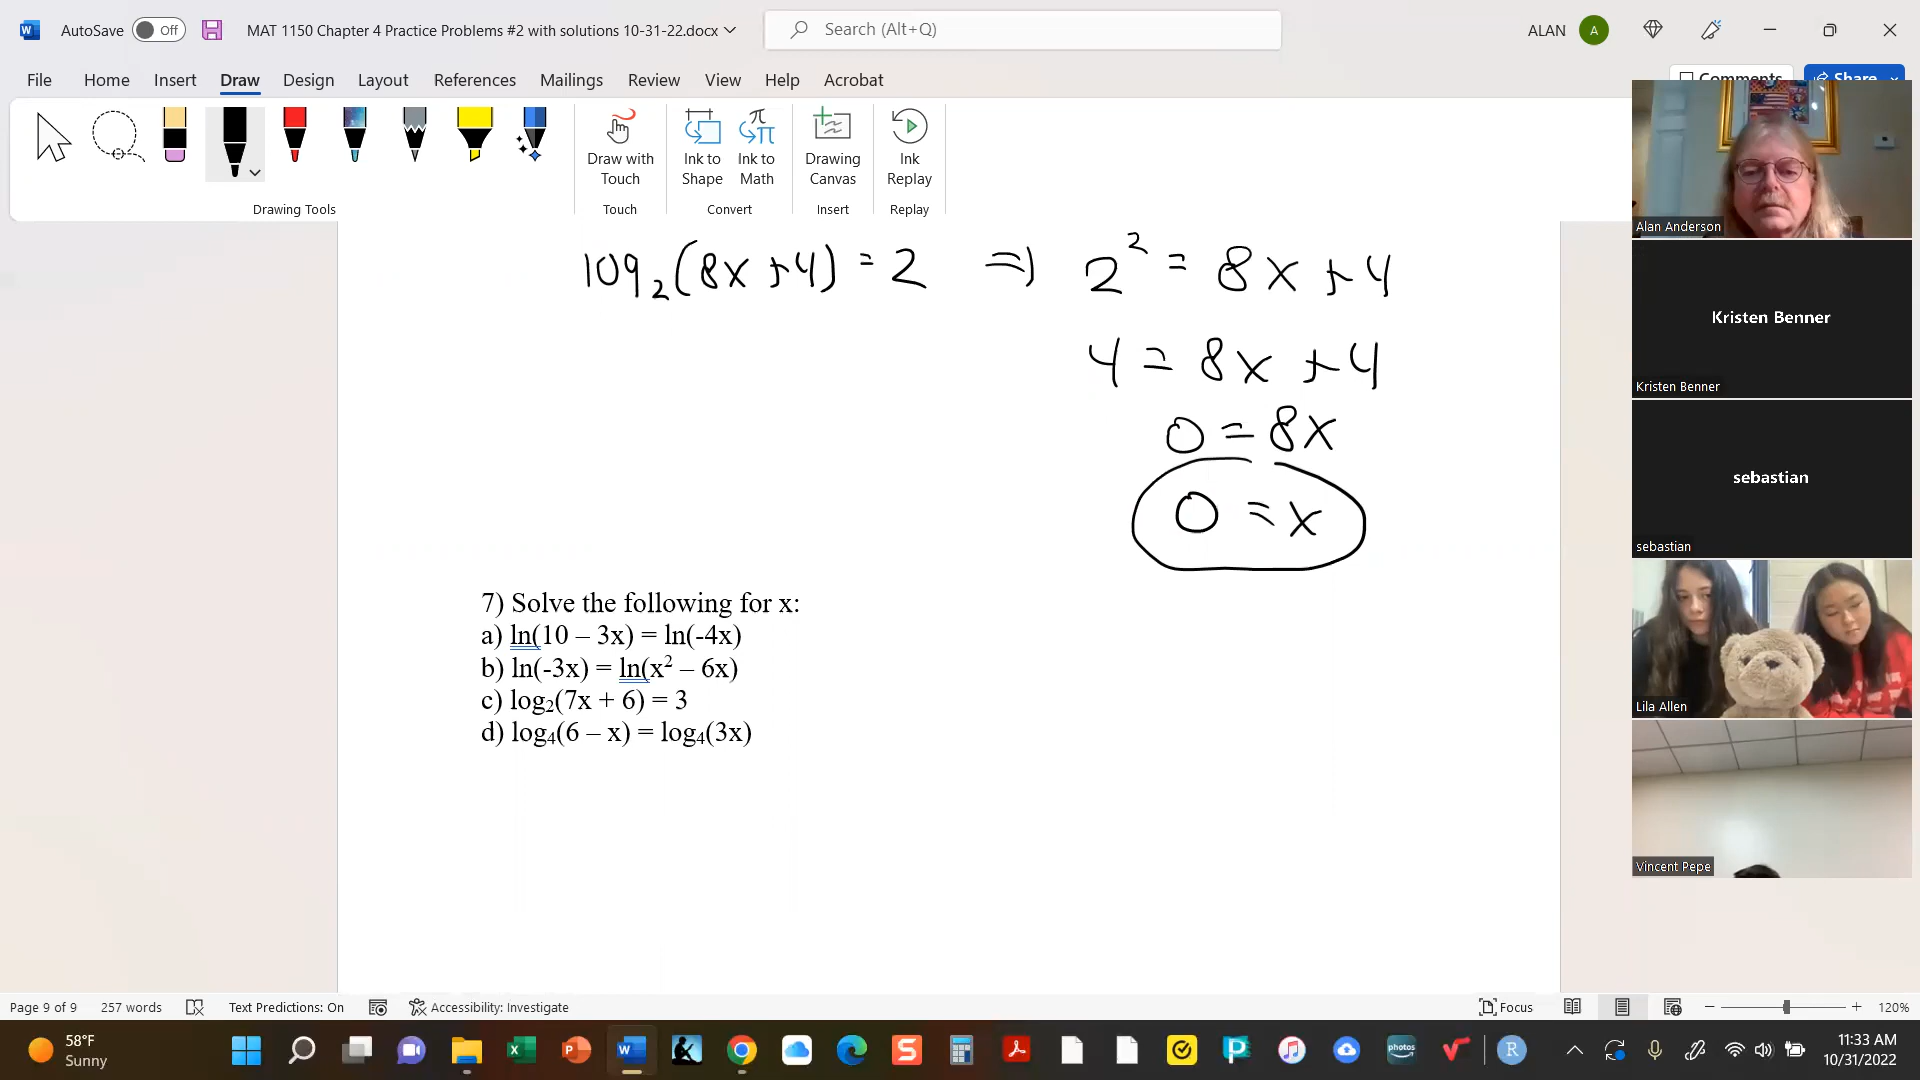 AutoSave Off MAT 1150 Chapter 4 Practice Problems #2 with solutions 10-31-22.docx Search (Alt+Q) ALAN A
File Home Insert Draw Design Layout References Mailings Review View Help Acrobat Comments Share
Draw with Touch
Ink to Shape
Ink to Math
Drawing Canvas
Ink Replay
Drawing Tools Touch Convert Insert Replay
log₂(8x+4) = 2 ⇒ 2² = 8x+4
4 = 8x+4
0 = 8x
0 = x
7) Solve the following for x:
a) ln(10 – 3x) = ln(-4x)
b) ln(-3x) = ln(x² – 6x)
c) log₂(7x + 6) = 3
d) log₄(6 – x) = log₄(3x)
Alan Anderson
Kristen Benner
Kristen Benner
sebastian
sebastian
Lila Allen
Vincent Pepe
Page 9 of 9 257 words Text Predictions: On Accessibility: Investigate Focus 120%
58°F
Sunny
photos
R
11:33 AM
10/31/2022